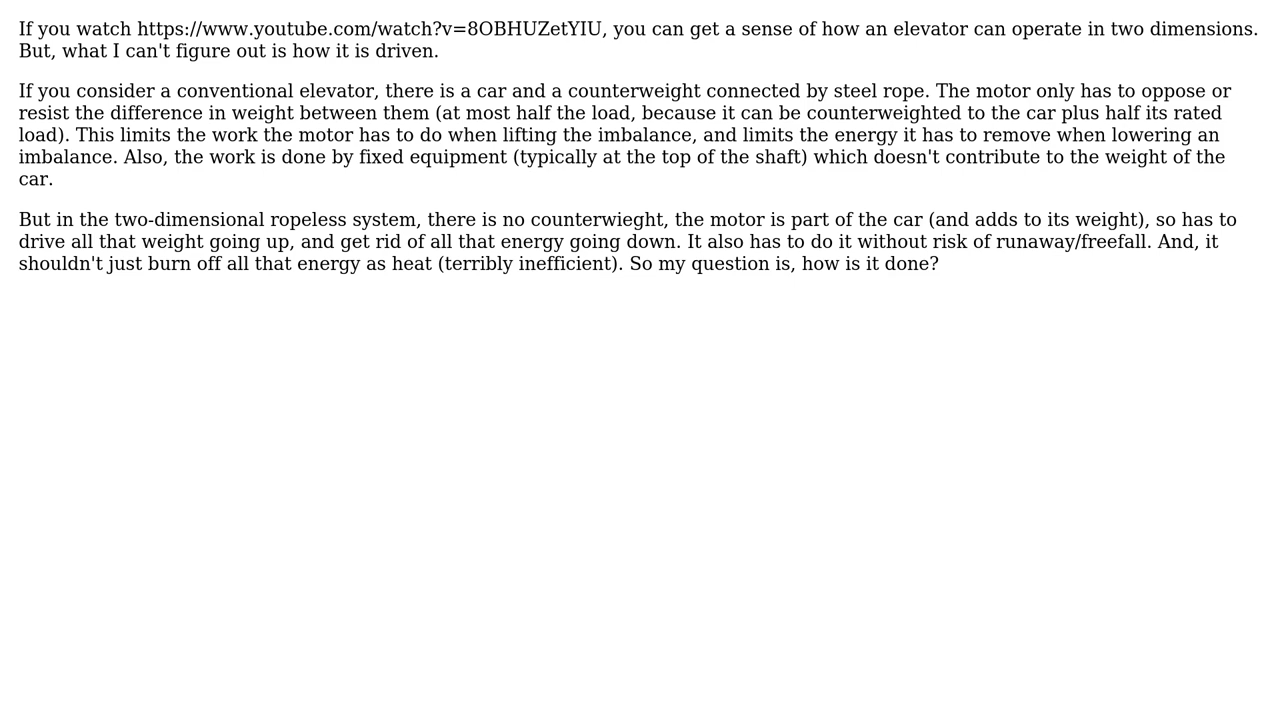 If you watch https://www.youtube.com/watch?v=8OBHUZetYIU, you can get a sense of how an elevator can operate in two dimensions.
But, what I can't figure out is how it is driven.
If you consider a conventional elevator, there is a car and a counterweight connected by steel rope. The motor only has to oppose or
resist the difference in weight between them (at most half the load, because it can be counterweighted to the car plus half its rated
load). This limits the work the motor has to do when lifting the imbalance, and limits the energy it has to remove when lowering an
imbalance. Also, the work is done by fixed equipment (typically at the top of the shaft) which doesn't contribute to the weight of the
car.
But in the two-dimensional ropeless system, there is no counterwieght, the motor is part of the car (and adds to its weight), so has to
drive all that weight going up, and get rid of all that energy going down. It also has to do it without risk of runaway/freefall. And, it
shouldn't just burn off all that energy as heat (terribly inefficient). So my question is, how is it done?